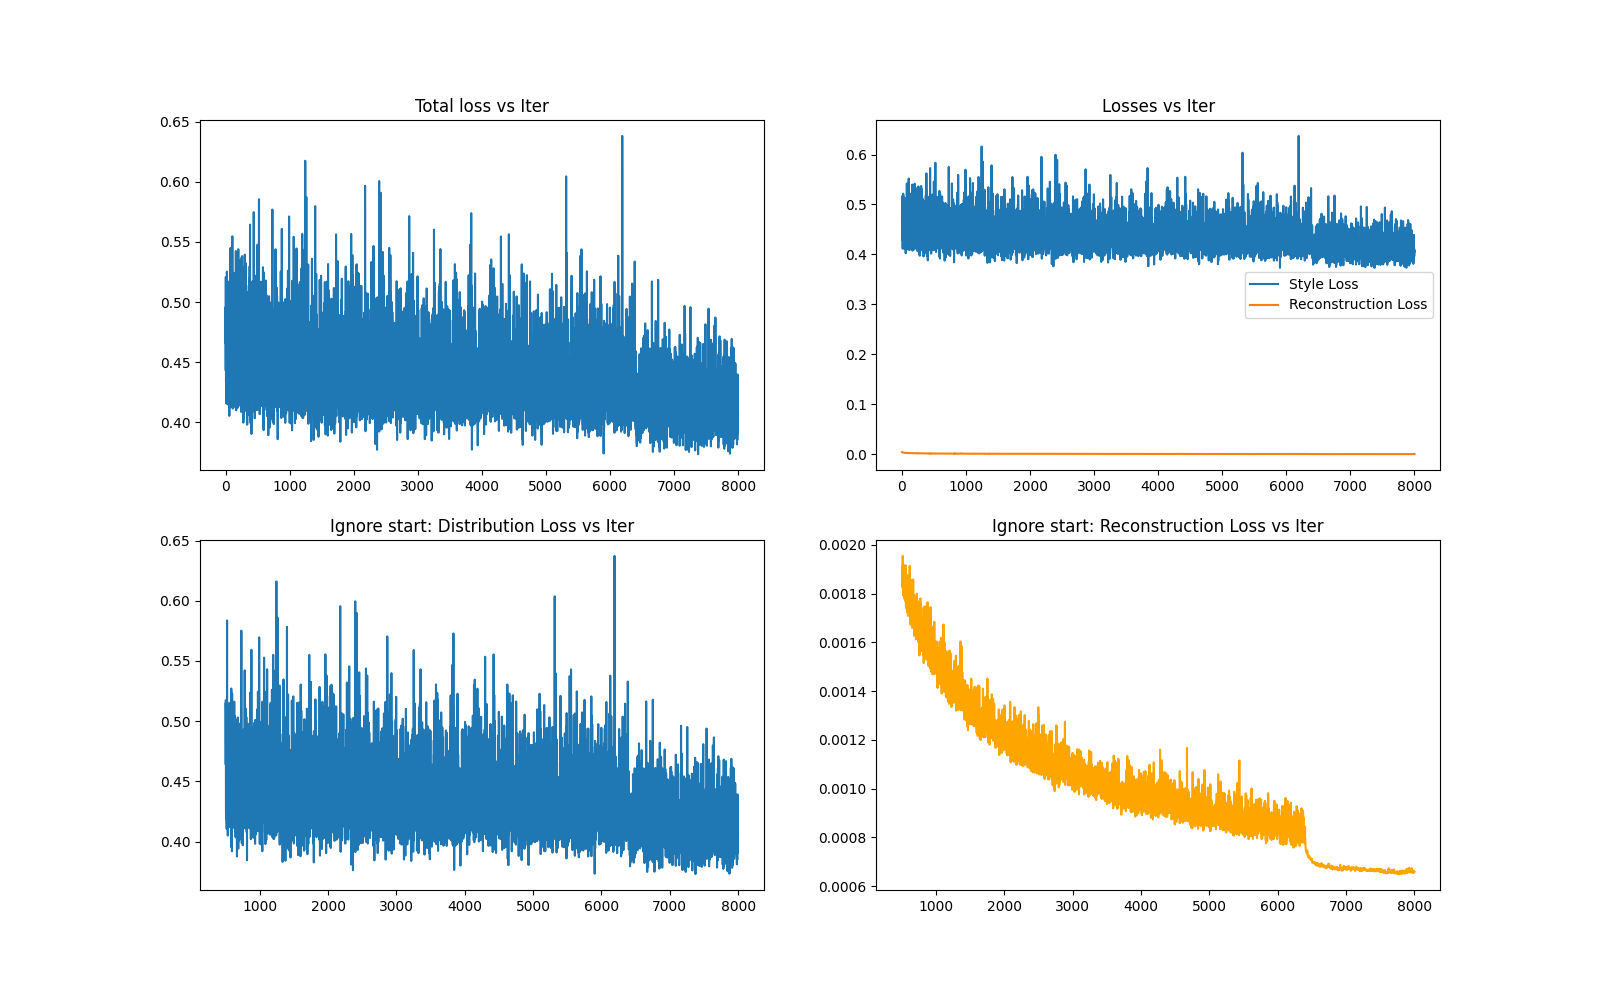 Total loss vs Iter
0.65
0.60
0.55
0.50
0.45
0.40
0 1000 2000 3000 4000 5000 6000 7000 8000
Losses vs Iter
0.6
0.5
0.4
0.3
0.2
0.1
0.0
Style Loss
Reconstruction Loss
0 1000 2000 3000 4000 5000 6000 7000 8000
Ignore start: Distribution Loss vs Iter
0.65
0.60
0.55
0.50
0.45
0.40
1000 2000 3000 4000 5000 6000 7000 8000
Ignore start: Reconstruction Loss vs Iter
0.0020
0.0018
0.0016
0.0014
0.0012
0.0010
0.0008
0.0006
1000 2000 3000 4000 5000 6000 7000 8000